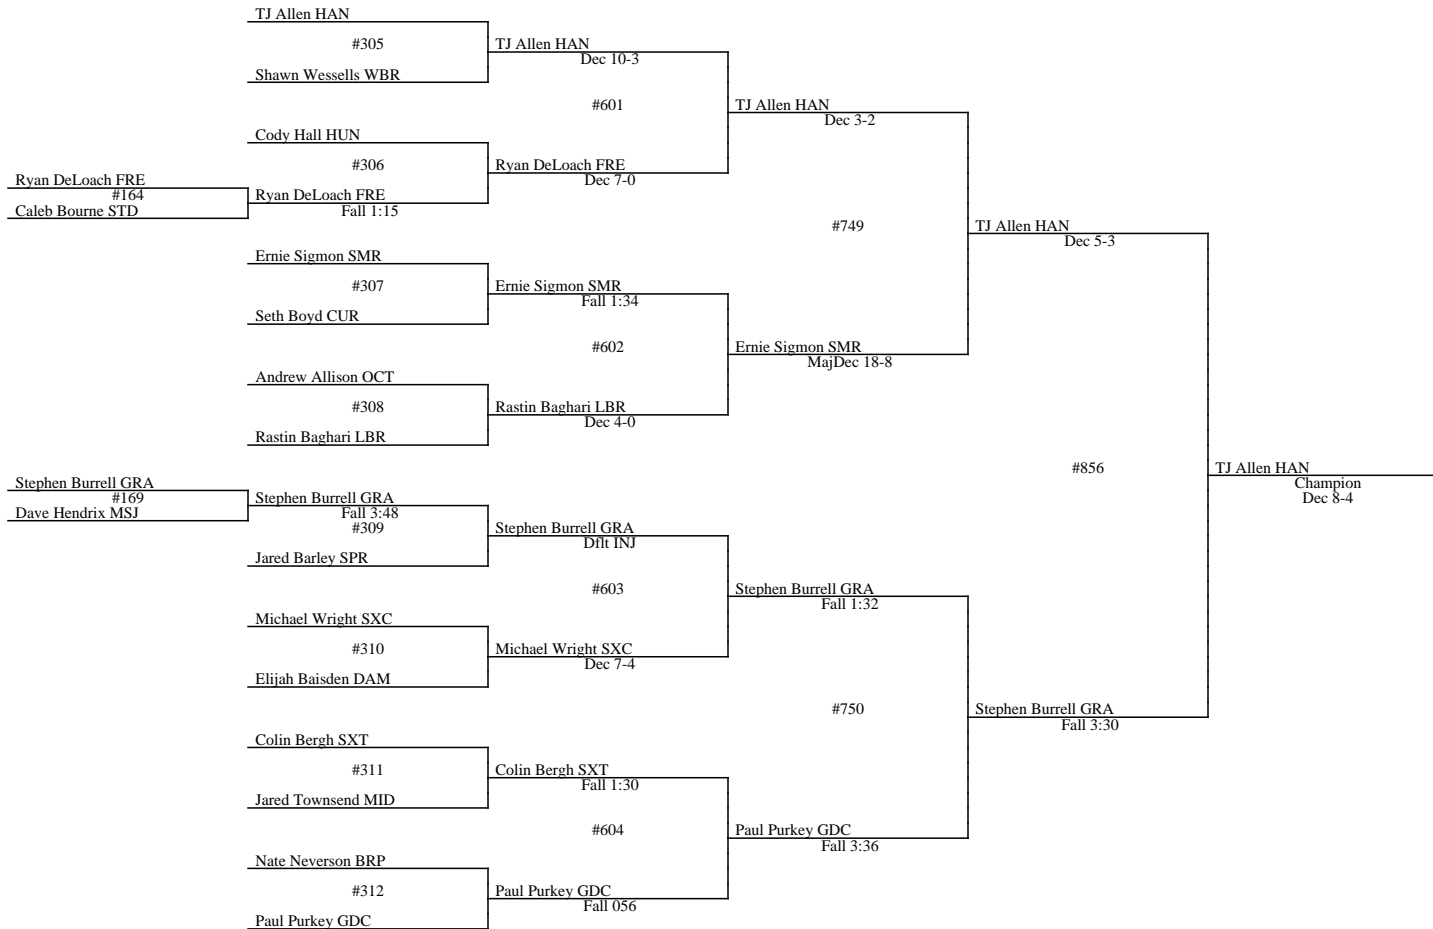 TJ Allen HAN
#305
TJ Allen HAN
Dec 10-3
Shawn Wessells WBR
#601
TJ Allen HAN
Dec 3-2
Cody Hall HUN
#306
Ryan DeLoach FRE
Dec 7-0
Ryan DeLoach FRE
#164
Ryan DeLoach FRE
Fall 1:15
Caleb Bourne STD
#749
TJ Allen HAN
Dec 5-3
Ernie Sigmon SMR
#307
Ernie Sigmon SMR
Fall 1:34
Seth Boyd CUR
#602
Ernie Sigmon SMR
MajDec 18-8
Andrew Allison OCT
#308
Rastin Baghari LBR
Dec 4-0
Rastin Baghari LBR
#856
TJ Allen HAN
Champion
Dec 8-4
Stephen Burrell GRA
#169
Stephen Burrell GRA
Fall 3:48
Dave Hendrix MSJ
#309
Stephen Burrell GRA
Dflt INJ
Jared Barley SPR
#603
Stephen Burrell GRA
Fall 1:32
Michael Wright SXC
#310
Michael Wright SXC
Dec 7-4
Elijah Baisden DAM
#750
Stephen Burrell GRA
Fall 3:30
Colin Bergh SXT
#311
Colin Bergh SXT
Fall 1:30
Jared Townsend MID
#604
Paul Purkey GDC
Fall 3:36
Nate Neverson BRP
#312
Paul Purkey GDC
Fall 056
Paul Purkey GDC